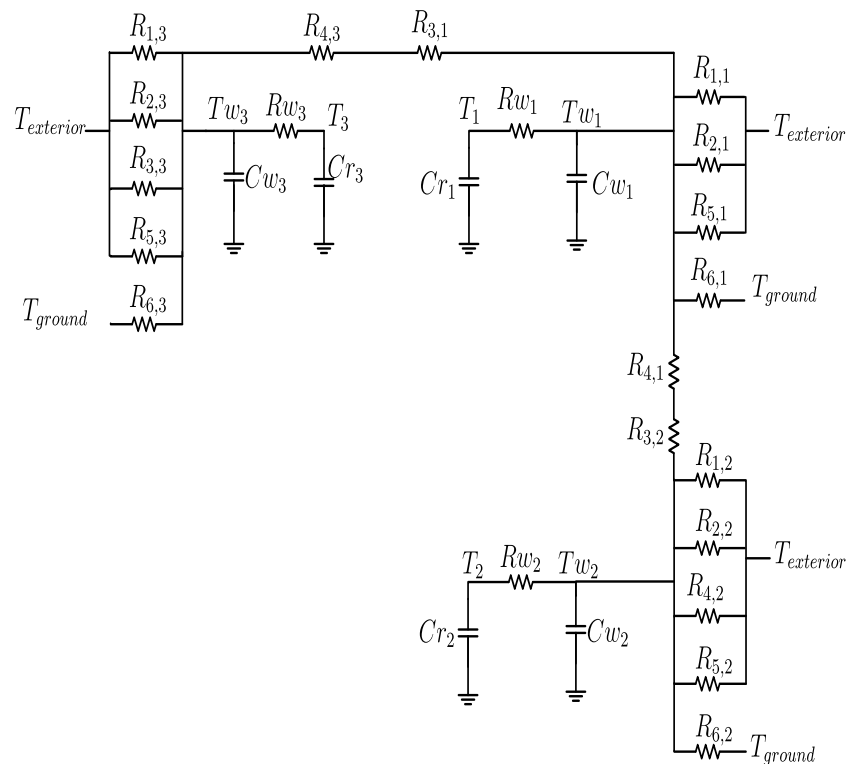 R1,3
R4,3
R3,1
R1,1
R2,3
Tw3
Rw3
T3
T1
Rw1
Tw1
Texterior
Texterior
R3,3
Cw3
Cr3
Cr1
Cw1
R2,1
R5,3
R5,1
R6,3
Tground
R6,1
Tground
R4,1
R3,2
R1,2
R2,2
Texterior
T2
Rw2
Tw2
R4,2
Cr2
Cw2
R5,2
R6,2
Tground